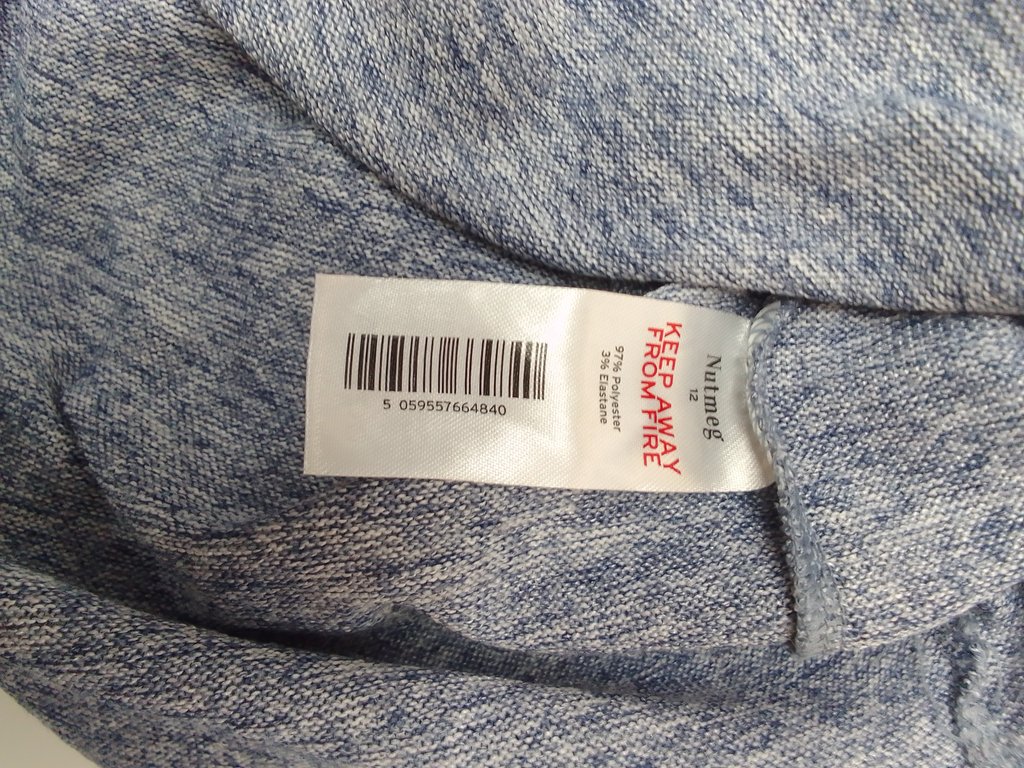 Nutmeg
12
KEEP AWAY
FROM FIRE
97% Polyester
3% Elastane
5 059557664840